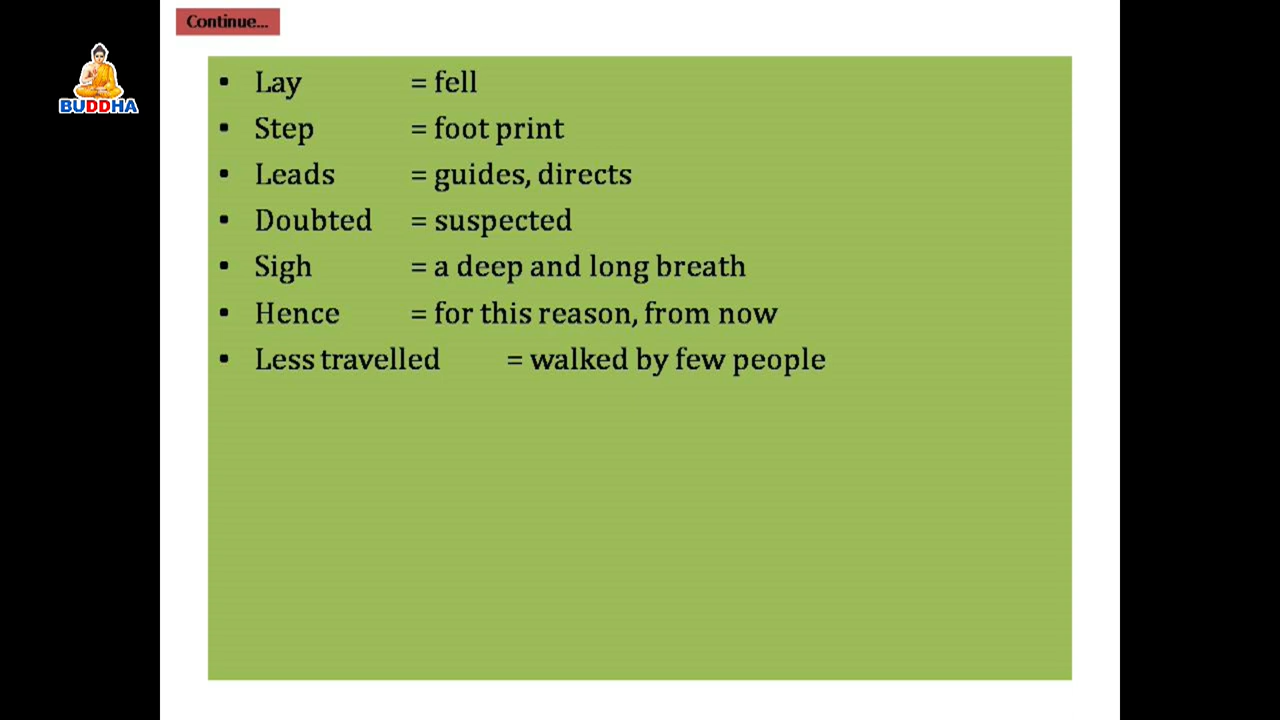 Continue...
BUDDHA
• Lay = fell
• Step = foot print
• Leads = guides, directs
• Doubted = suspected
• Sigh = a deep and long breath
• Hence = for this reason, from now
• Less travelled = walked by few people